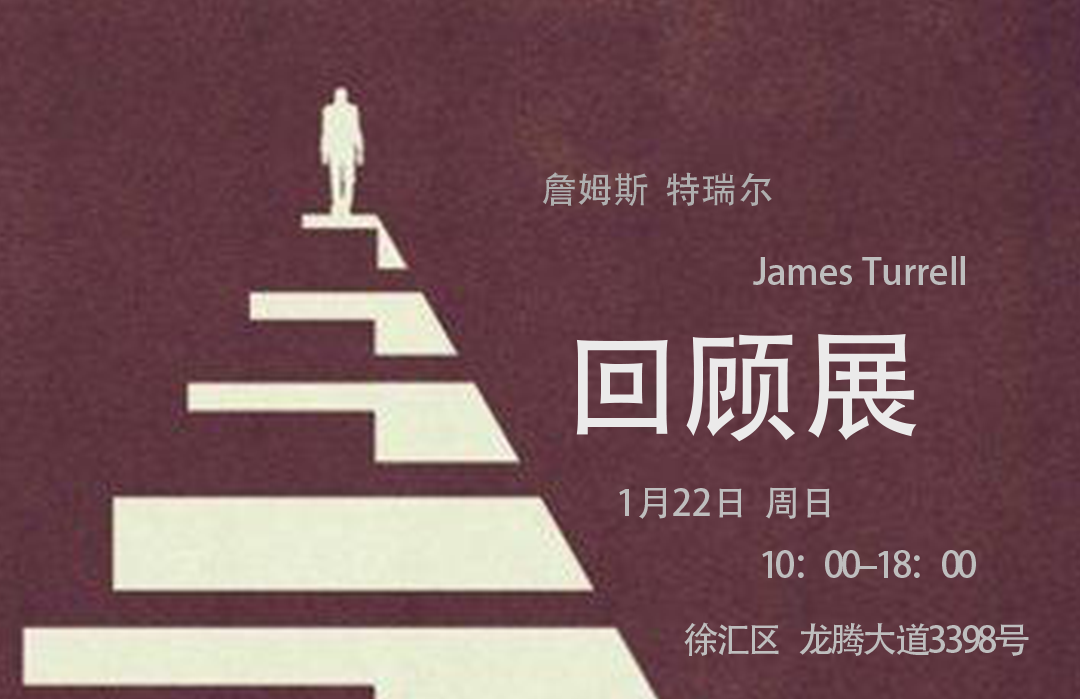 詹姆斯 特瑞尔
James Turrell
回顾展
1月22日 周日
10：00–18：00
徐汇区 龙腾大道3398号